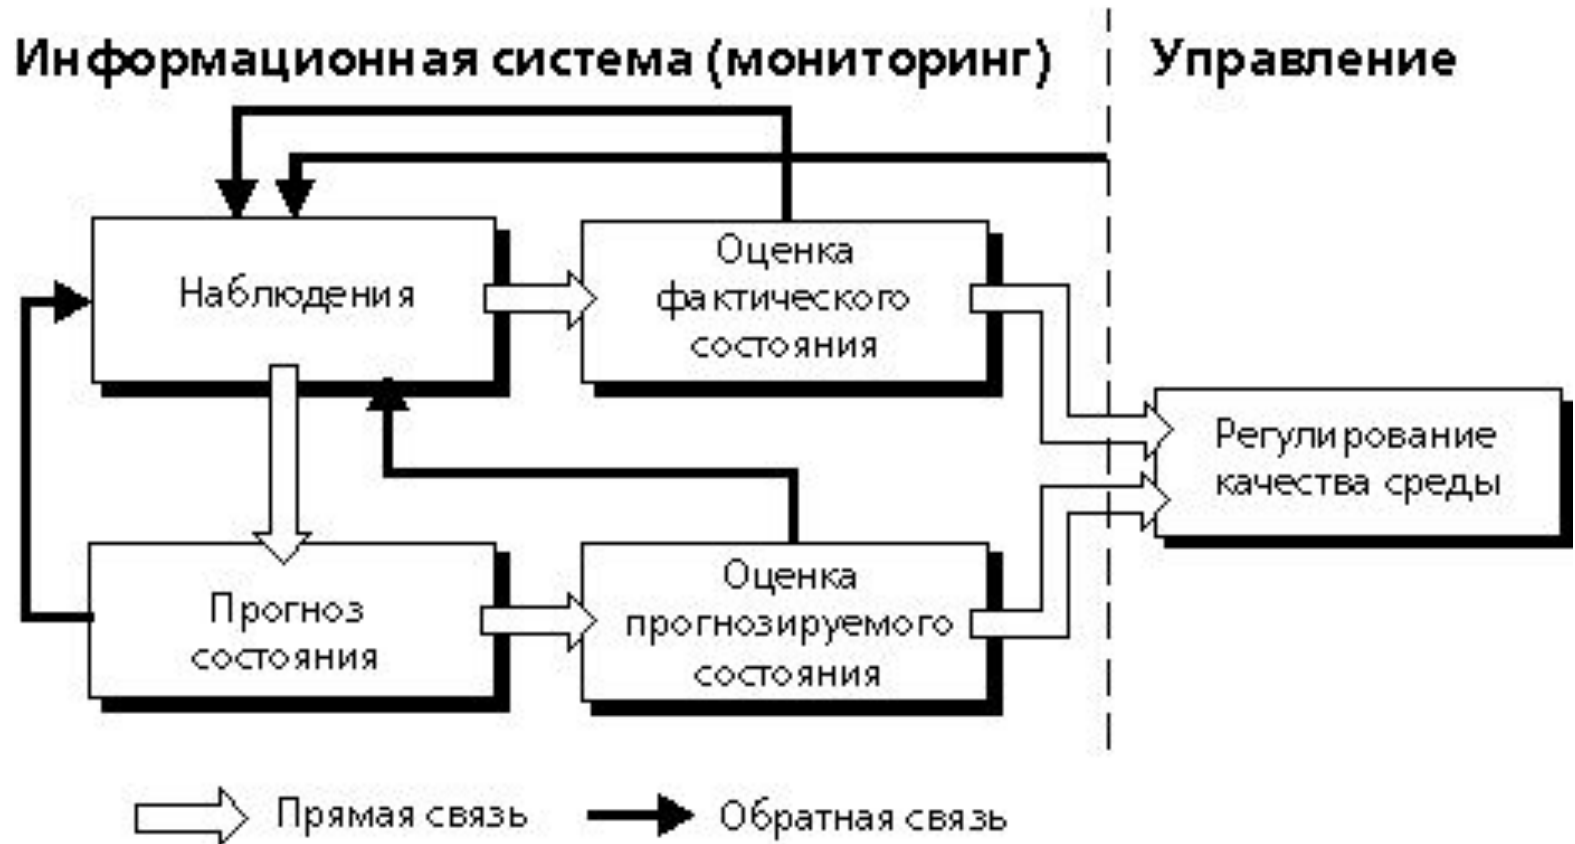 Информационная система (мониторинг)
Управление
Наблюдения
Оценка
фактического
состояния
Регулирование
качества среды
Прогноз
состояния
Оценка
прогнозируемого
состояния
Прямая связь
Обратная связь